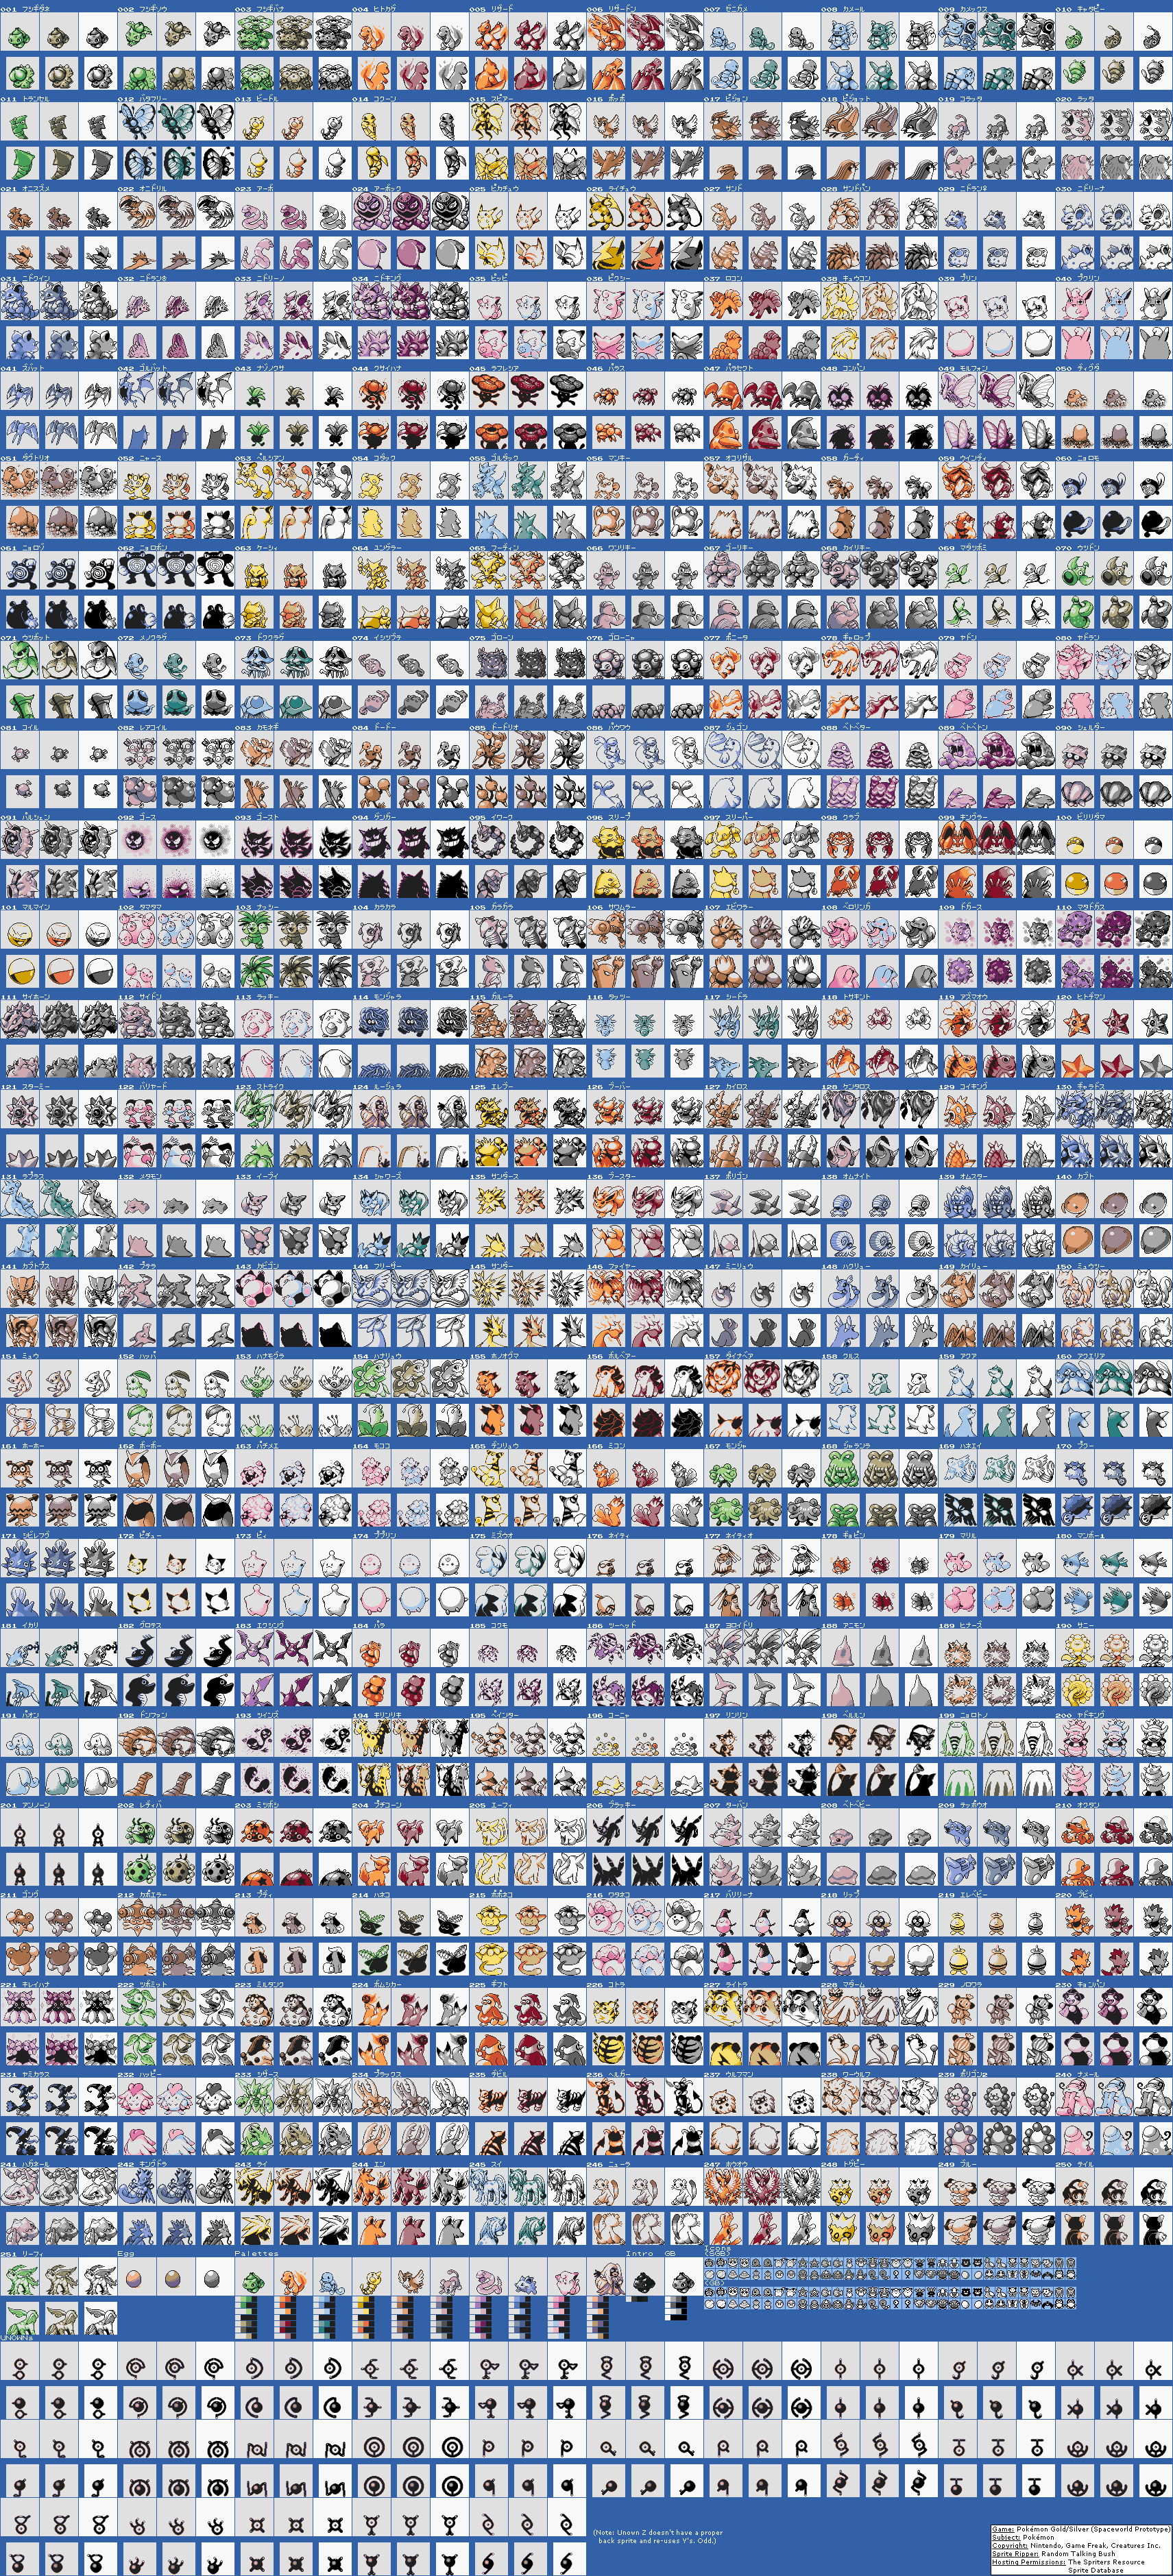 001 フシギダネ 002 フシギソウ 003 フシギバナ 004 ヒトカゲ 005 リザード 006 リザードン 007 ゼニガメ 008 カメール 009 カメックス 010 キャタピー
011 トランセル 012 バタフリー 013 ビードル 014 コクーン 015 スピアー 016 ポッポ 017 ピジョン 018 ピジョット 019 コラッタ 020 ラッタ
021 オニスズメ 022 オニドリル 023 アーボ 024 アーボック 025 ピカチュウ 026 ライチュウ 027 サンド 028 サンドパン 029 ニドラン♀ 030 ニドリーナ
031 ニドクイン 032 ニドラン♂ 033 ニドリーノ 034 ニドキング 035 ピッピ 036 ピクシー 037 ロコン 038 キュウコン 039 プリン 040 プクリン
041 ズバット 042 ゴルバット 043 ナゾノクサ 044 クサイハナ 045 ラフレシア 046 パラス 047 パラセクト 048 コンパン 049 モルフォン 050 ディグダ
051 ダグトリオ 052 ニャース 053 ペルシアン 054 コダック 055 ゴルダック 056 マンキー 057 オコリザル 058 ガーディ 059 ウインディ 060 ニョロモ
061 ニョロゾ 062 ニョロボン 063 ケーシィ 064 ユンゲラー 065 フーディン 066 ワンリキー 067 ゴーリキー 068 カイリキー 069 マダツボミ 070 ウツドン
071 ウツボット 072 メノクラゲ 073 ドククラゲ 074 イシツブテ 075 ゴローン 076 ゴローニャ 077 ポニータ 078 ギャロップ 079 ヤドン 080 ヤドラン
081 コイル 082 レアコイル 083 カモネギ 084 ドードー 085 ドードリオ 086 パウワウ 087 ジュゴン 088 ベトベター 089 ベトベトン 090 シェルダー
091 パルシェン 092 ゴース 093 ゴースト 094 ゲンガー 095 イワーク 096 スリープ 097 スリーパー 098 クラブ 099 キングラー 100 ビリリダマ
101 マルマイン 102 タマタマ 103 ナッシー 104 カラカラ 105 ガラガラ 106 サワムラー 107 エビワラー 108 ベロリンガ 109 ドガース 110 マタドガス
111 サイホーン 112 サイドン 113 ラッキー 114 モンジャラ 115 ガルーラ 116 タッツー 117 シードラ 118 トサキント 119 アズマオウ 120 ヒトデマン
121 スターミー 122 バリヤード 123 ストライク 124 ルージュラ 125 エレブー 126 ブーバー 127 カイロス 128 ケンタロス 129 コイキング 130 ギャラドス
131 ラプラス 132 メタモン 133 イーブイ 134 シャワーズ 135 サンダース 136 ブースター 137 ポリゴン 138 オムナイト 139 オムスター 140 カブト
141 カブトプス 142 プテラ 143 カビゴン 144 フリーザー 145 サンダー 146 ファイヤー 147 ミニリュウ 148 ハクリュー 149 カイリュー 150 ミュウツー
151 ミュウ 152 ハッパ 153 ハナモグラ 154 ハナリュウ 155 ホノオグマ 156 ボルベアー 157 ダイナベア 158 クルス 159 アクア 160 アクエリア
161 ホーホー 162 ボーボー 163 パチメエ 164 モココ 165 デンリュウ 166 ミコン 167 モンジャ 168 ジャランラ 169 ハネエイ 170 プクー
171 シビレフグ 172 ピチュー 173 ピィ 174 ププリン 175 ミズウオ 176 ネイティ 177 ネイティオ 178 ギョピン 179 マリル 180 マンボー1
181 イカリ 182 グロタス 183 エクシング 184 パラ 185 コクモ 186 ツーヘッド 187 ヨロイドリ 188 アニモン 189 ヒナーズ 190 サニー
191 パオン 192 ドンファン 193 ツインズ 194 キリンリキ 195 ペインター 196 コーニャ 197 リンリン 198 ベルルン 199 ニョロトノ 200 ヤドキング
201 アンノーン 202 レディバ 203 ミツボシ 204 プチコーン 205 エーフィ 206 ブラッキー 207 ターバン 208 ベトベビー 209 テッポウオ 210 オクタン
211 ゴング 212 カポエラー 213 プディ 214 ハネコ 215 ポポネコ 216 ワタネコ 217 バリリーナ 218 リップ 219 エレベビー 220 ブビィ
221 キレイハナ 222 ツボミット 223 ミルタンク 224 ボムシカー 225 ギフト 226 コトラ 227 ライトラ 228 マダーム 229 ノロワラ 230 キョンパン
231 ヤミカラス 232 ハッピー 233 シザース 234 プラックス 235 デビル 236 ヘルガー 237 ウルフマン 238 ワーウルフ 239 ポリゴン2 240 ナメール
241 ハガネール 242 キングドラ 243 ライ 244 エン 245 スイ 246 ニューラ 247 ホウオウ 248 トゲピー 249 ブルー 250 テイル
251 リーフィ Egg Palettes Intro GB Icons
(SGB)
(GB)
UNOWNs
(Note: Unown Z doesn't have a proper
back sprite and re-uses Y's. Odd.)
Game: Pokémon Gold/Silver (Spaceworld Prototype)
Subject: Pokémon
Copyright: Nintendo, Game Freak, Creatures Inc.
Sprite Ripper: Random Talking Bush
Hosting Permissions: The Spriters Resource
Sprite Database